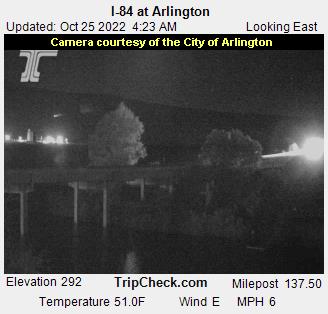 I-84 at Arlington
Updated: Oct 25 2022 4:23 AM Looking East
Camera courtesy of the City of Arlington
Elevation 292 TripCheck.com Milepost 137.50
Temperature 51.0F Wind E MPH 6